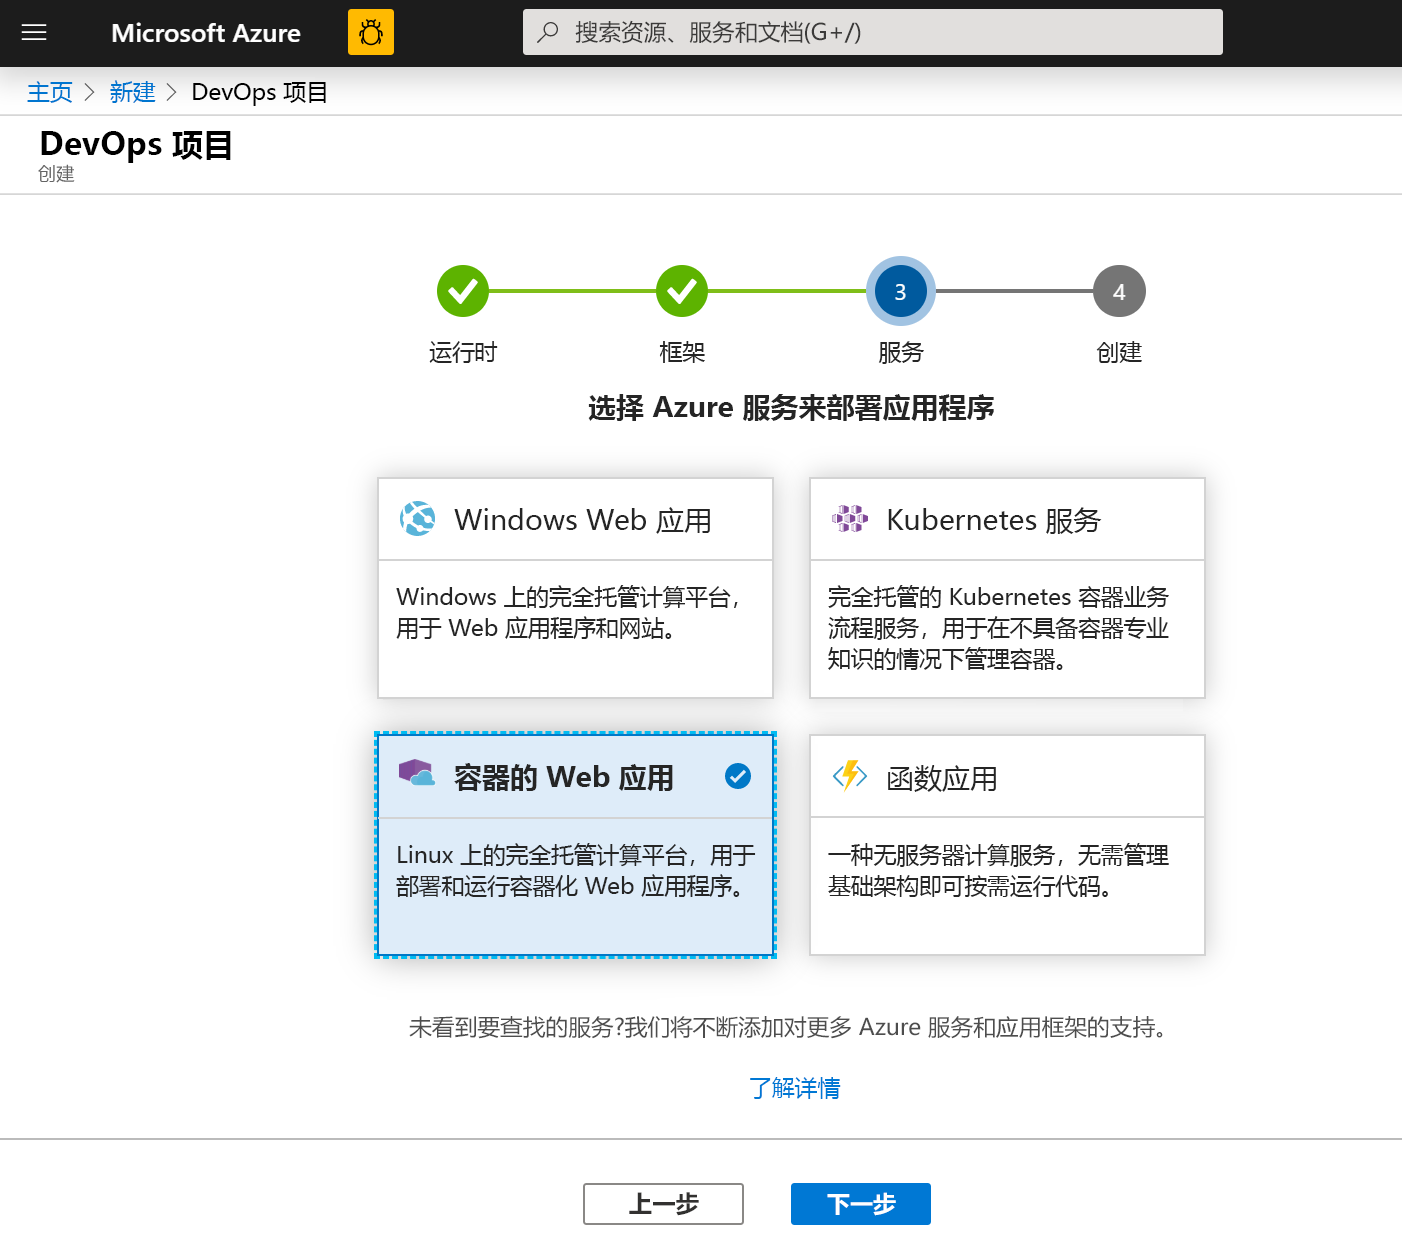 Microsoft Azure
搜索资源、服务和文档(G+/)
主页 > 新建 > DevOps 项目
DevOps 项目
创建
3
4
运行时
框架
服务
创建
选择 Azure 服务来部署应用程序
Windows Web 应用
Windows 上的完全托管计算平台，
用于 Web 应用程序和网站。
Kubernetes 服务
完全托管的 Kubernetes 容器业务
流程服务，用于在不具备容器专业
知识的情况下管理容器。
容器的 Web 应用
Linux 上的完全托管计算平台，用于
部署和运行容器化 Web 应用程序。
函数应用
一种无服务器计算服务，无需管理
基础架构即可按需运行代码。
未看到要查找的服务?我们将不断添加对更多 Azure 服务和应用框架的支持。
了解详情
上一步
下一步